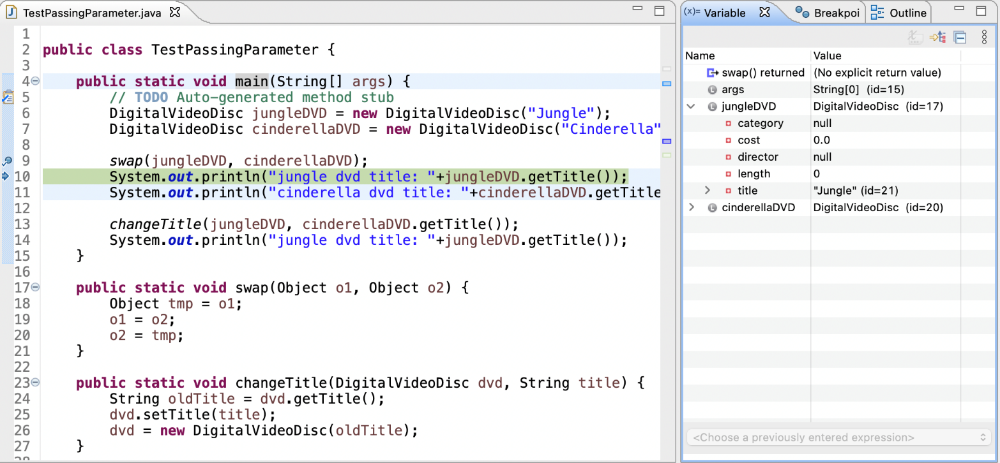 TestPassingParameter.java
1
2 public class TestPassingParameter {
3
4 public static void main(String[] args) {
5 // TODO Auto-generated method stub
6 DigitalVideoDisc jungleDVD = new DigitalVideoDisc("Jungle");
7 DigitalVideoDisc cinderellaDVD = new DigitalVideoDisc("Cinderella"
8
9 swap(jungleDVD, cinderellaDVD);
10 System.out.println("jungle dvd title: "+jungleDVD.getTitle());
11 System.out.println("cinderella dvd title: "+cinderellaDVD.getTitle
12
13 changeTitle(jungleDVD, cinderellaDVD.getTitle());
14 System.out.println("jungle dvd title: "+jungleDVD.getTitle());
15 }
16
17 public static void swap(Object o1, Object o2) {
18 Object tmp = o1;
19 o1 = o2;
20 o2 = tmp;
21 }
22
23 public static void changeTitle(DigitalVideoDisc dvd, String title) {
24 String oldTitle = dvd.getTitle();
25 dvd.setTitle(title);
26 dvd = new DigitalVideoDisc(oldTitle);
27 }
(x)= Variable Breakpoi Outline
Name Value
swap() returned (No explicit return value)
args String[0] (id=15)
jungleDVD DigitalVideoDisc (id=17)
category null
cost 0.0
director null
length 0
title "Jungle" (id=21)
cinderellaDVD DigitalVideoDisc (id=20)
<Choose a previously entered expression>